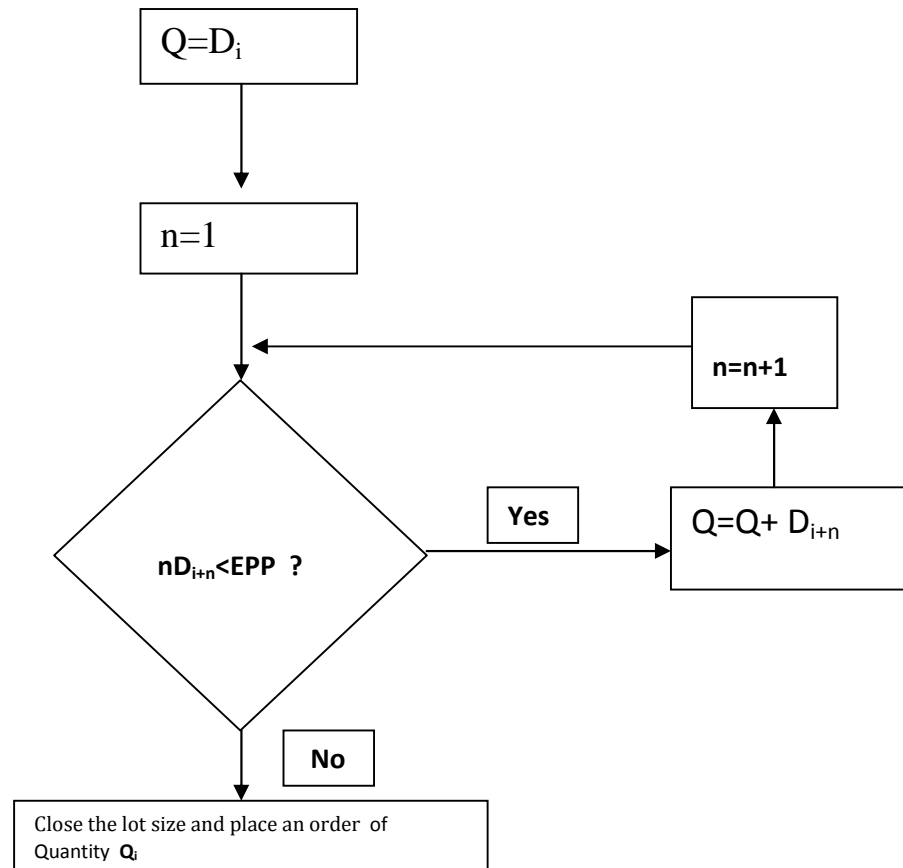 Q=Dᵢ
n=1
n=n+1
Yes
Q=Q+ Dᵢ₊ₙ
nDᵢ₊ₙ<EPP ?
No
Close the lot size and place an order of
Quantity Qᵢ